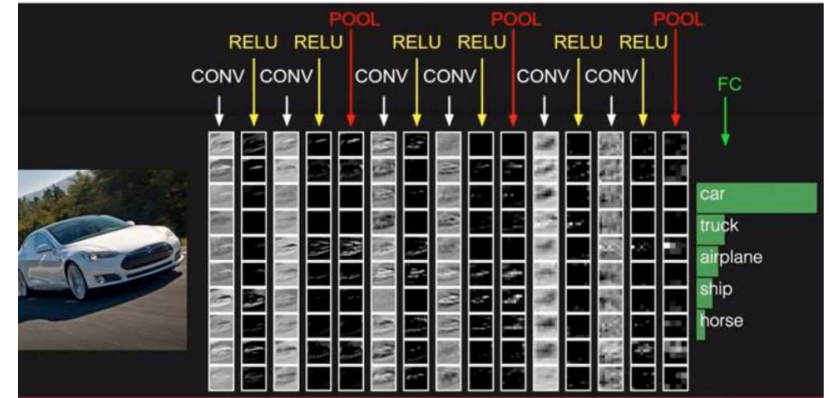 POOL POOL POOL
RELU RELU RELU RELU RELU RELU
CONV CONV CONV CONV CONV CONV
FC
car
truck
airplane
ship
horse